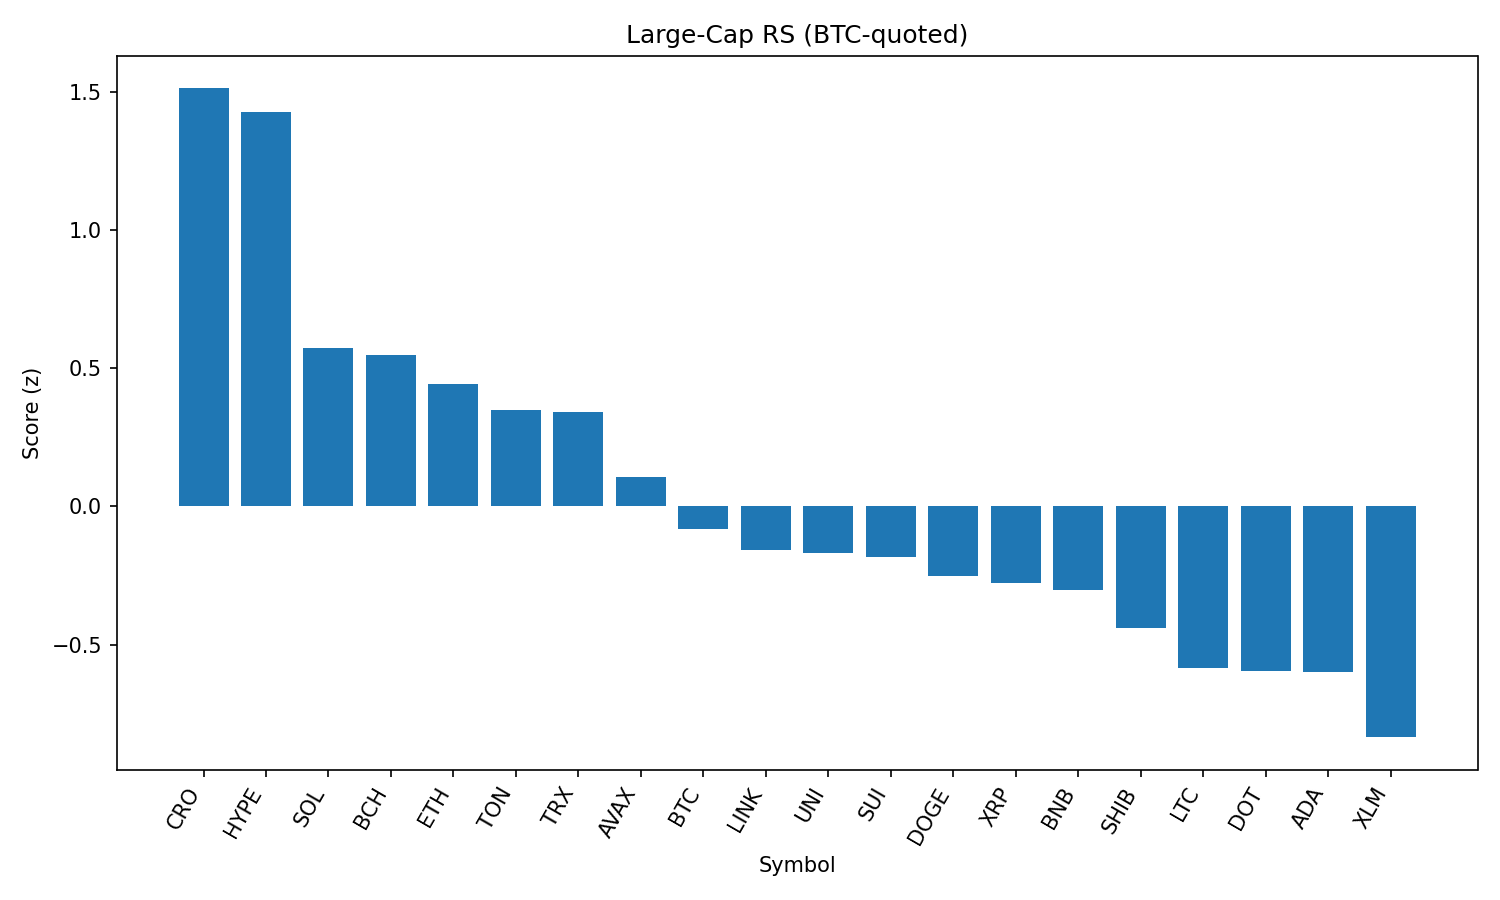 Large-Cap RS (BTC-quoted)
Score (z)
1.5
1.0
0.5
0.0
−0.5
CRO
HYPE
SOL
BCH
ETH
TON
TRX
AVAX
BTC
LINK
UNI
SUI
DOGE
XRP
BNB
SHIB
LTC
DOT
ADA
XLM
Symbol